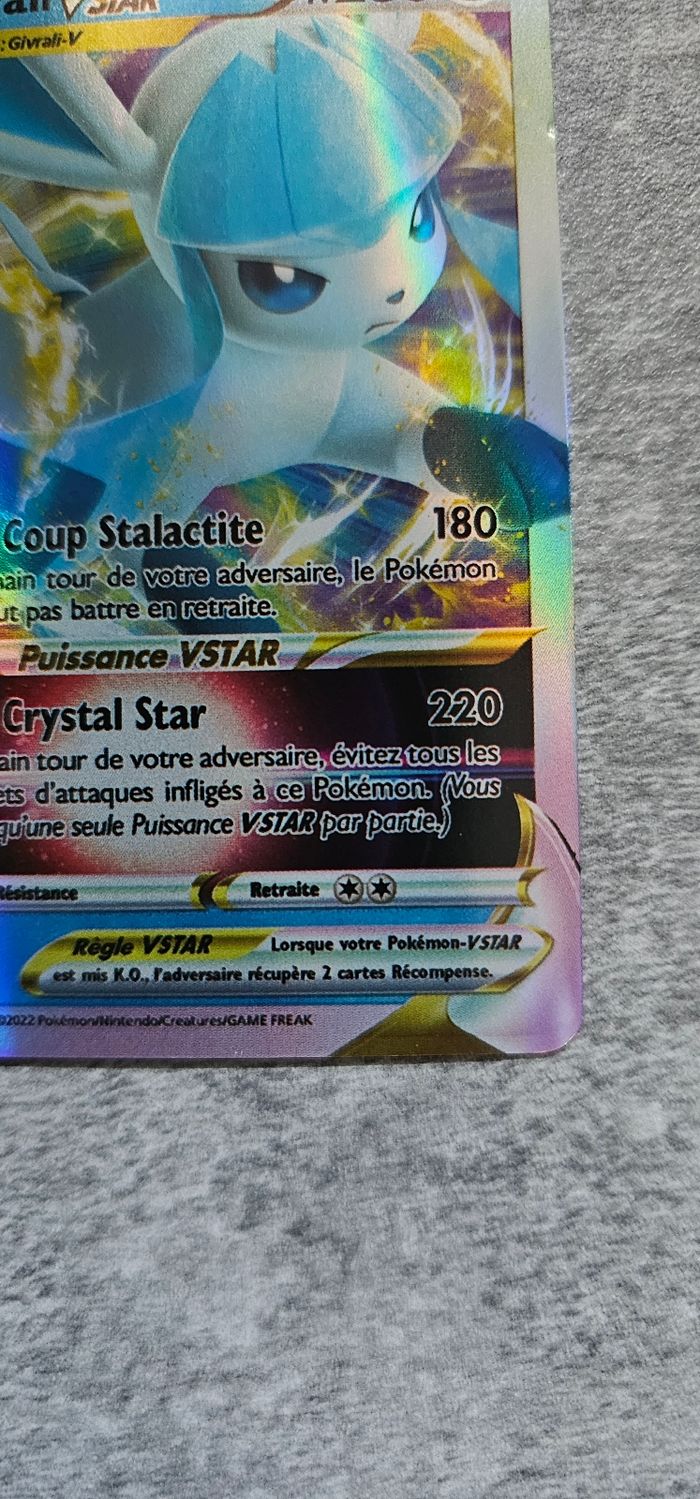 VSTAR
: Givrali-V
Coup Stalactite 180
ain tour de votre adversaire, le Pokémon
ut pas battre en retraite.
Puissance VSTAR
Crystal Star 220
ain tour de votre adversaire, évitez tous les
ets d'attaques infligés à ce Pokémon. (Vous
qu'une seule Puissance VSTAR par partie.)
Résistance Retraite
Règle VSTAR Lorsque votre Pokémon-VSTAR
est mis K.O., l'adversaire récupère 2 cartes Récompense.
©2022 Pokémon/Nintendo/Creatures/GAME FREAK